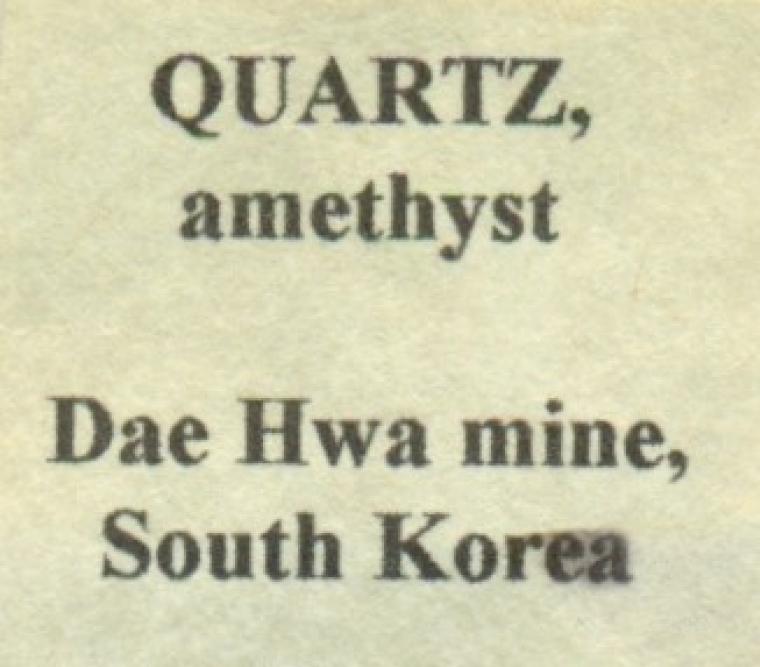 QUARTZ,
amethyst
Dae Hwa mine,
South Korea